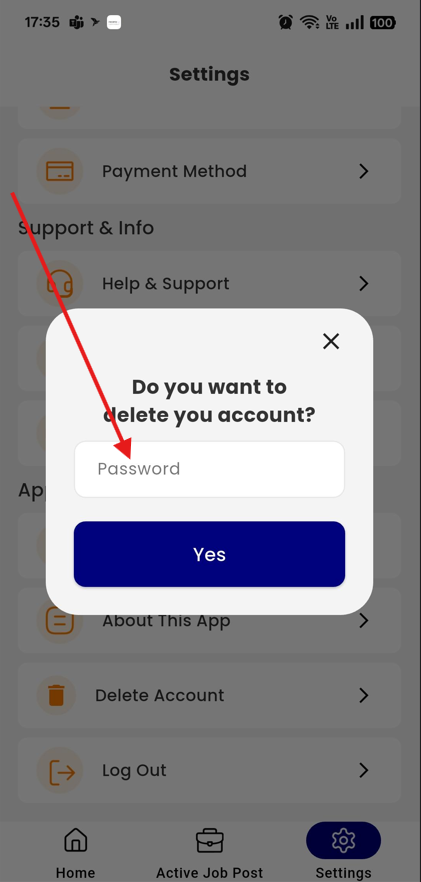 17:35
Vo
LTE
100
Settings
Payment Method
Support & Info
Help & Support
Do you want to
delete you account?
Password
Yes
About This App
Delete Account
Log Out
Home
Active Job Post
Settings